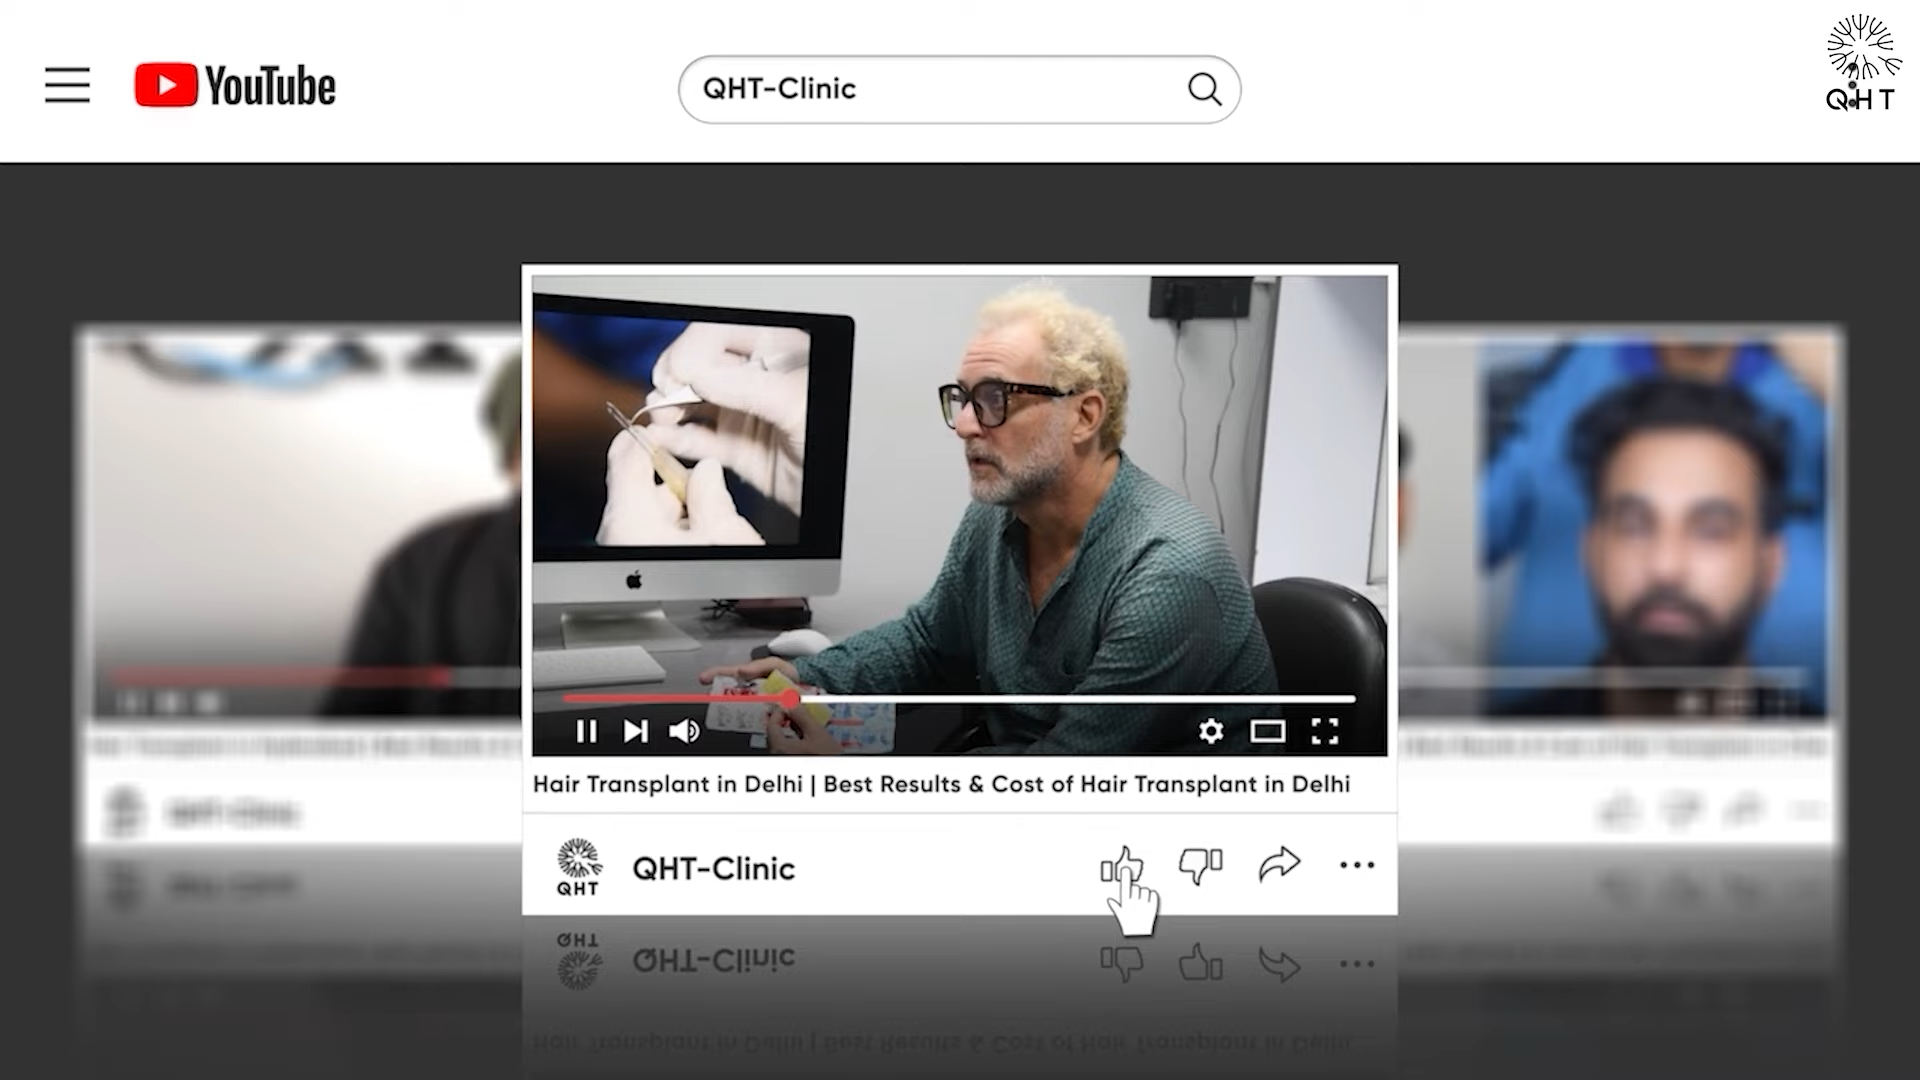 YouTube
QHT-Clinic
QHT
Hair Transplant in Delhi | Best Results & Cost of Hair Transplant in Delhi
QHT
QHT-Clinic